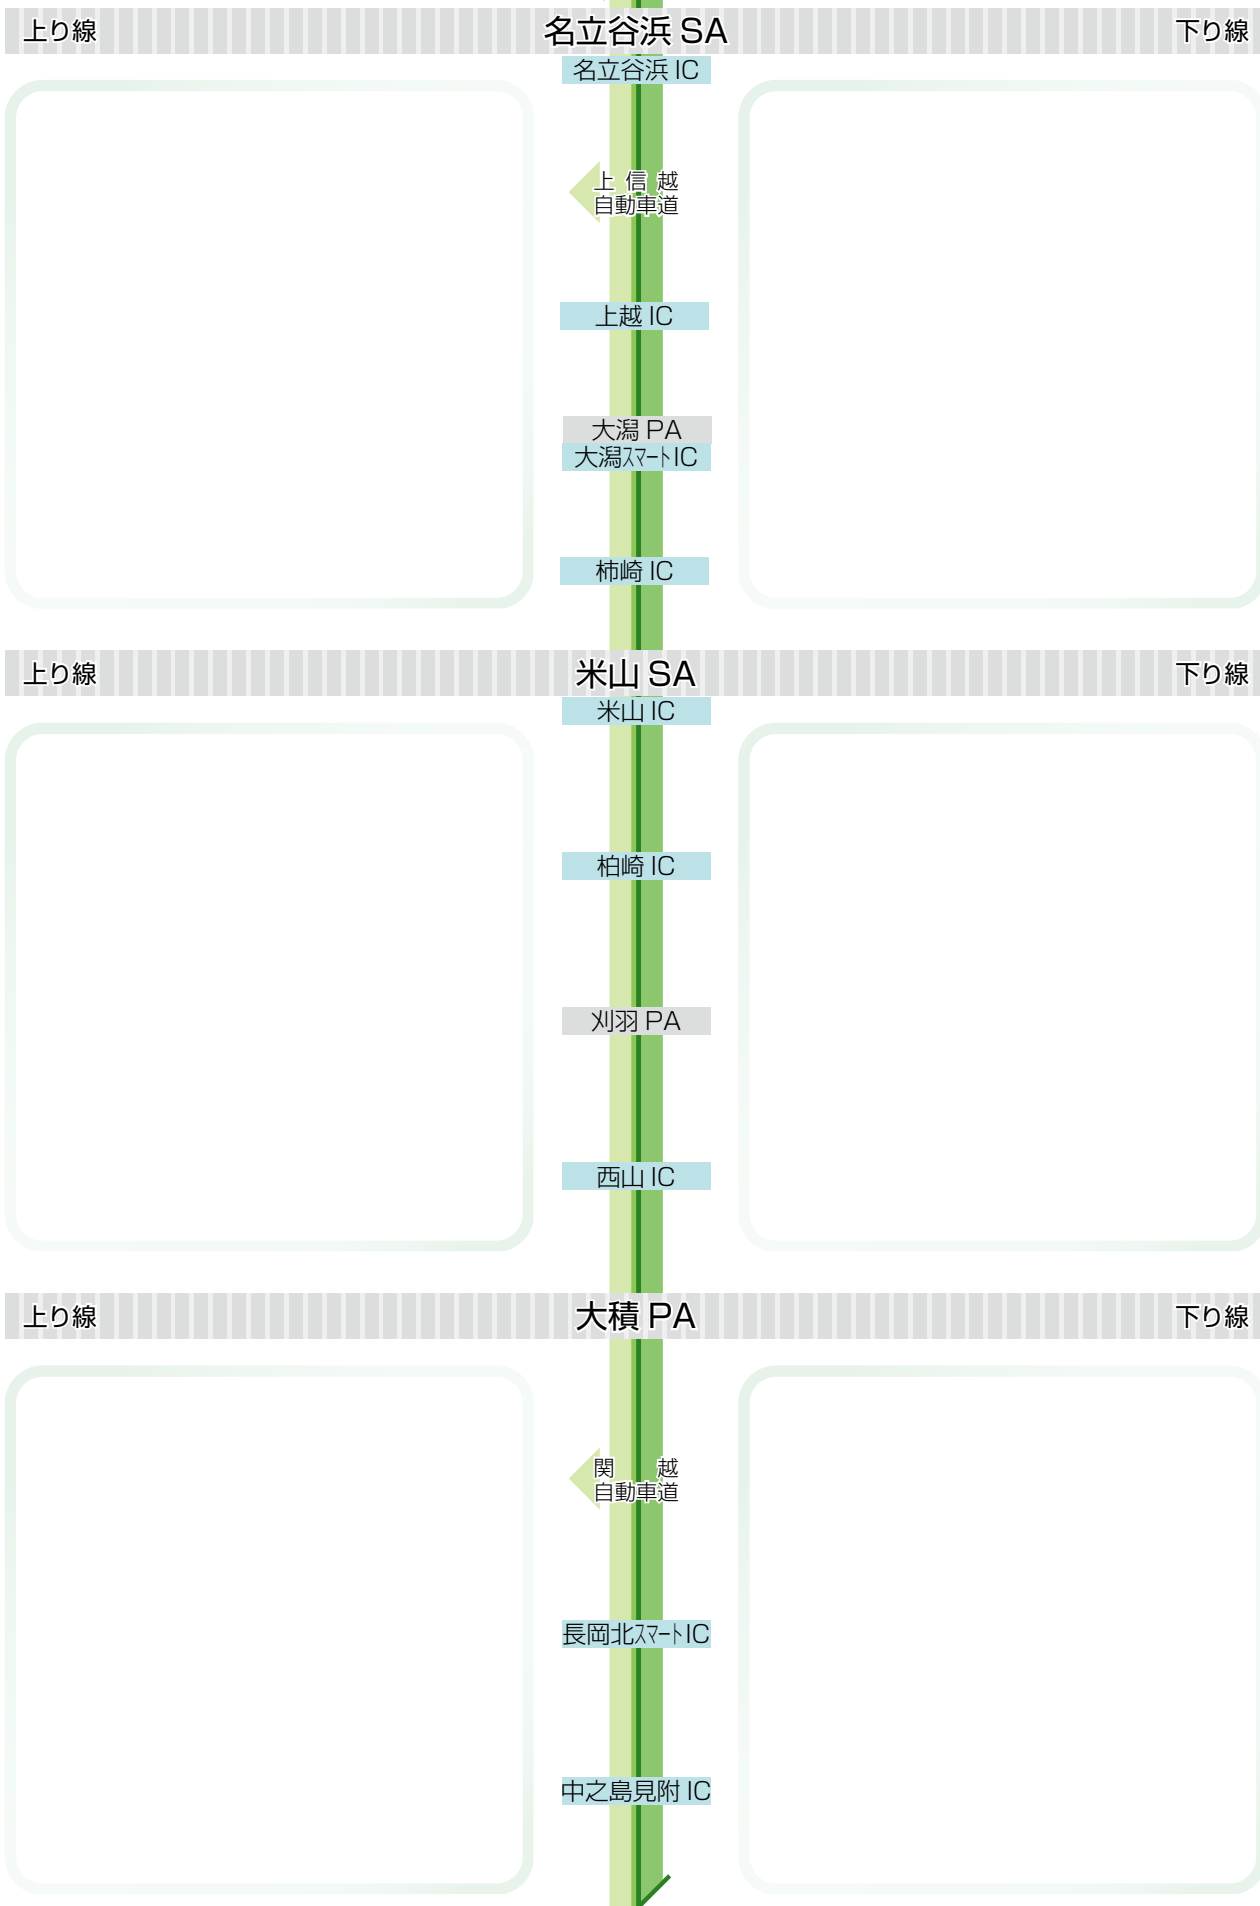 上り線
名立谷浜 SA
下り線
名立谷浜 IC
上信越
自動車道
上越 IC
大潟 PA
大潟ｽﾏｰﾄIC
柿崎 IC
上り線
米山 SA
下り線
米山 IC
柏崎 IC
刈羽 PA
西山 IC
上り線
大積 PA
下り線
関越
自動車道
長岡北ｽﾏｰﾄIC
中之島見附 IC